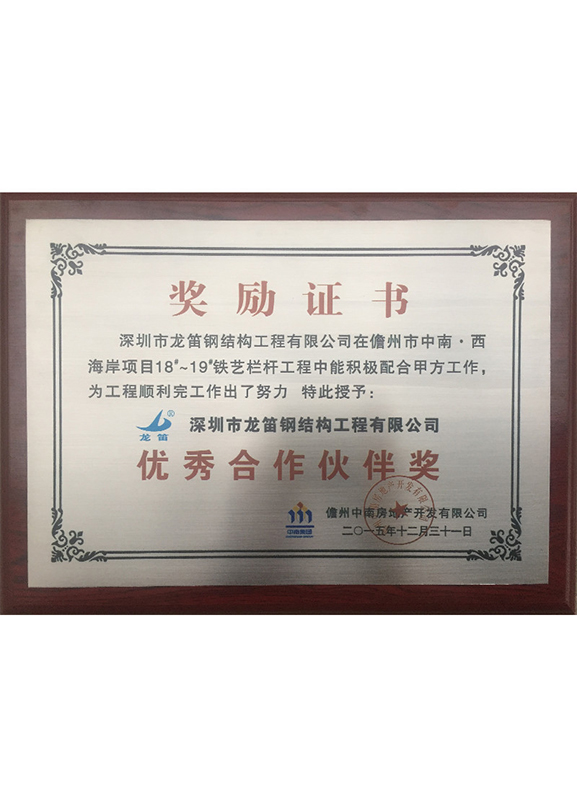 奖励证书
深圳市龙笛钢结构工程有限公司在儋州市中南·西
海岸项目18#~19#铁艺栏杆工程中能积极配合甲方工作，
为工程顺利完工作出了努力 特此授予：
龙笛® 深圳市龙笛钢结构工程有限公司
优秀合作伙伴奖
中南集团
儋州中南房地产开发有限公司
二〇一五年十二月三十一日